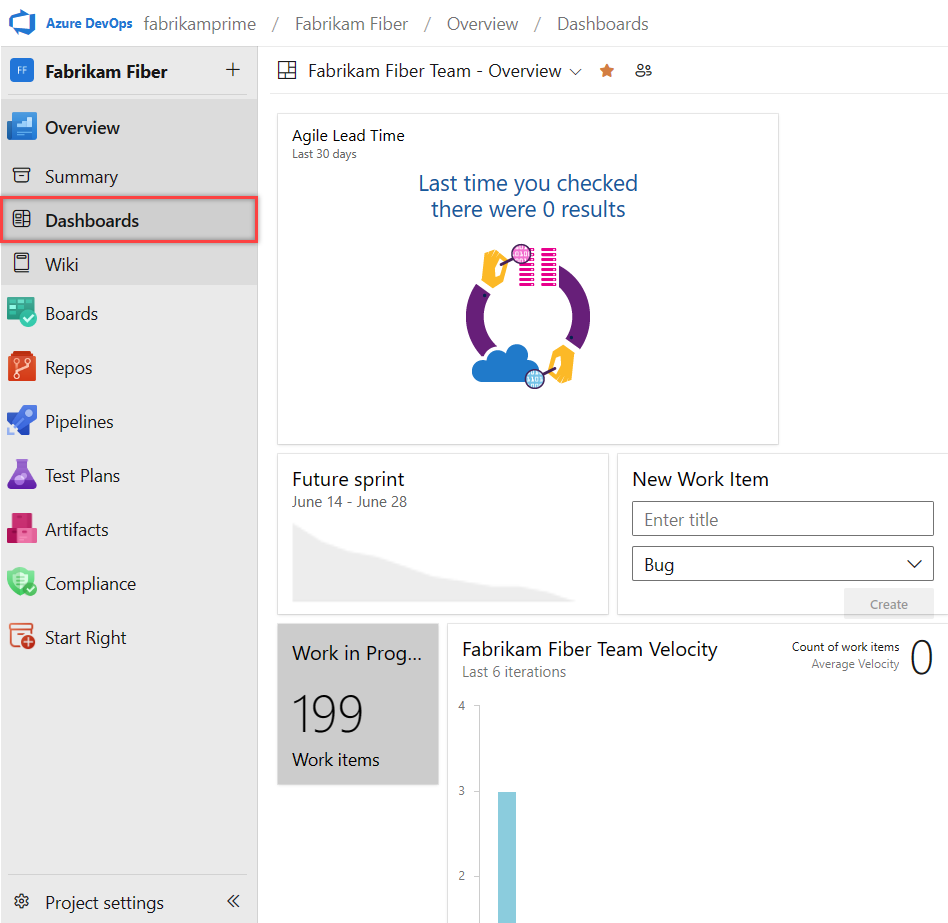 Azure DevOps fabrikamprime / Fabrikam Fiber / Overview / Dashboards
FF Fabrikam Fiber +
Overview
Summary
Dashboards
Wiki
Boards
Repos
Pipelines
Test Plans
Artifacts
Compliance
Start Right
Project settings
Fabrikam Fiber Team - Overview
Agile Lead Time
Last 30 days
Last time you checked
there were 0 results
Future sprint
June 14 - June 28
New Work Item
Enter title
Bug
Create
Work in Prog...
199
Work items
Fabrikam Fiber Team Velocity
Last 6 iterations
Count of work items
Average Velocity
0
4
3
2